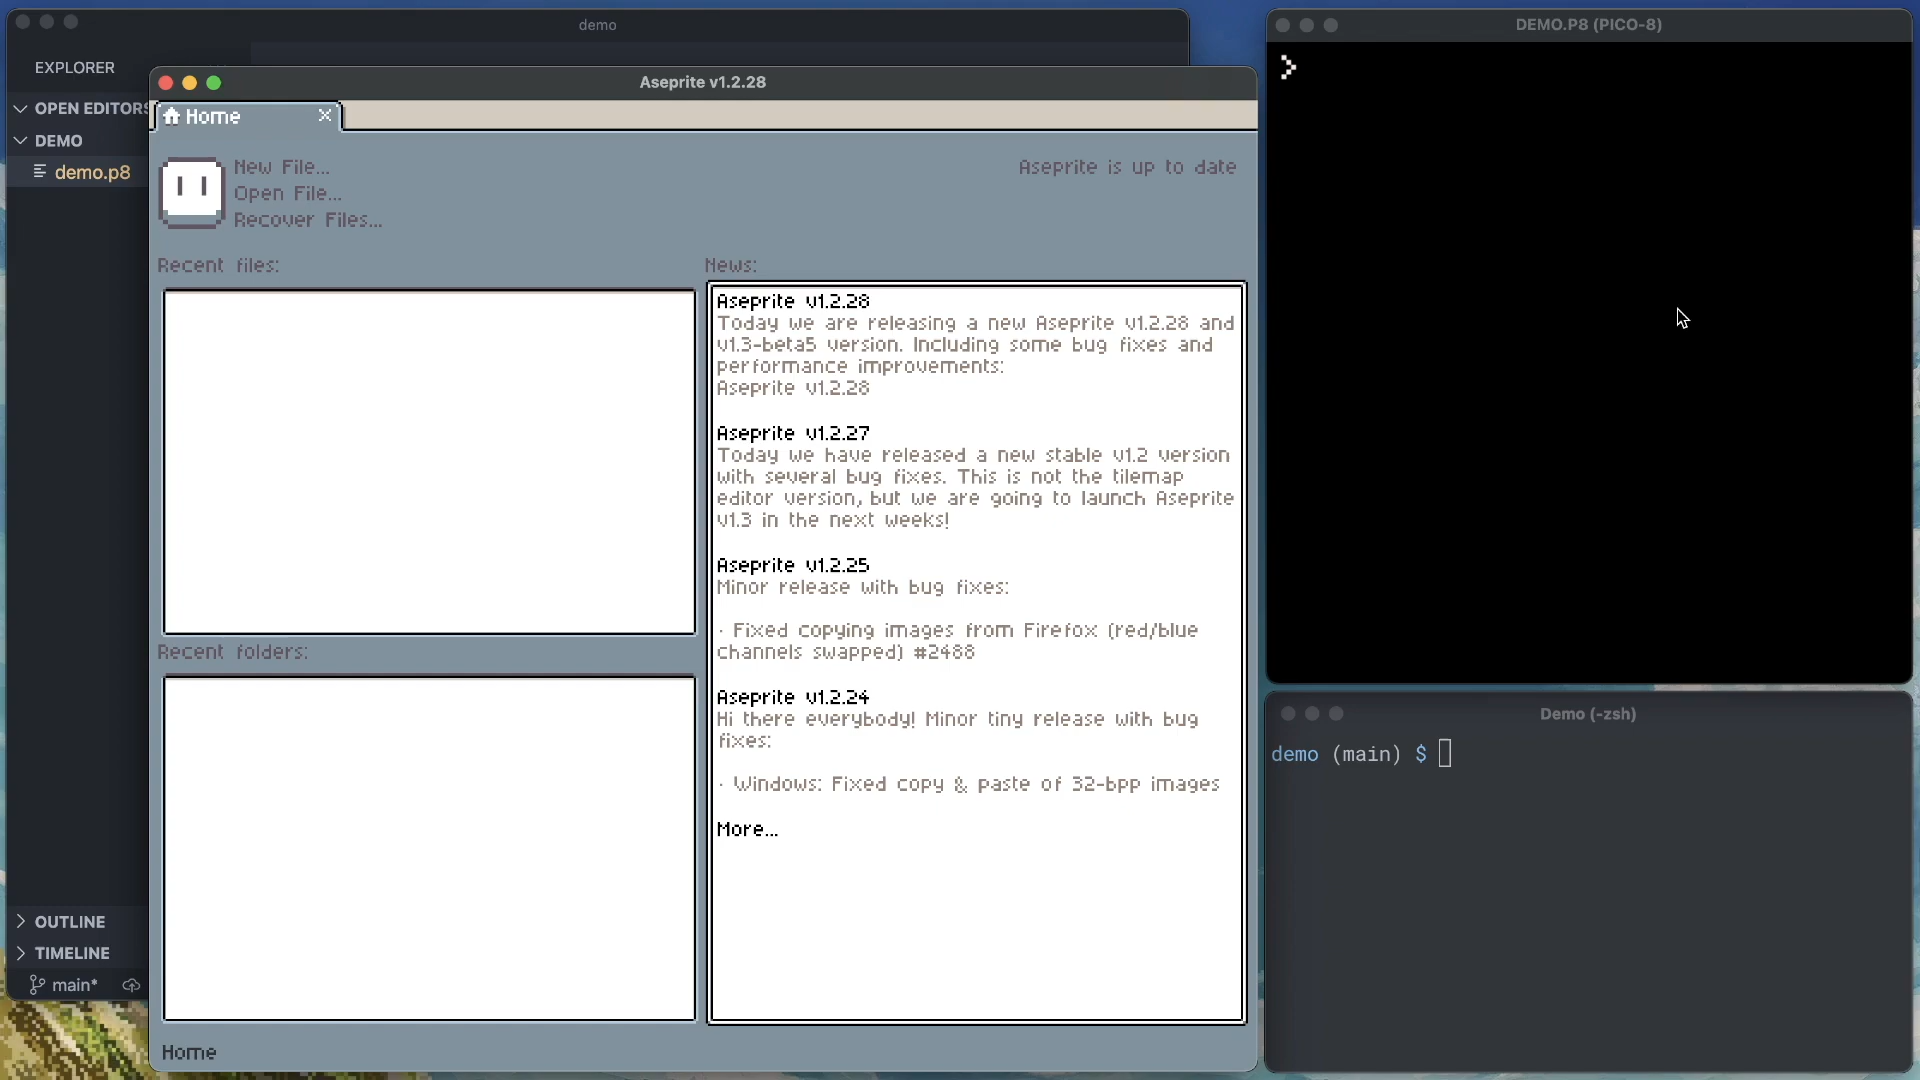 demo
EXPLORER
OPEN EDITORS
DEMO
demo.p8
OUTLINE
TIMELINE
main*
Aseprite v1.2.28
Home
New File...
Open File...
Recover Files...
Aseprite is up to date
Recent files:
Recent folders:
News:
Aseprite v1.2.28
Today we are releasing a new Aseprite v1.2.28 and
v1.3-beta5 version. Including some bug fixes and
performance improvements:
Aseprite v1.2.28
Aseprite v1.2.27
Today we have released a new stable v1.2 version
with several bug fixes. This is not the tilemap
editor version, but we are going to launch Aseprite
v1.3 in the next weeks!
Aseprite v1.2.25
Minor release with bug fixes:
· Fixed copying images from Firefox (red/blue
channels swapped) #2488
Aseprite v1.2.24
Hi there everybody! Minor tiny release with bug
fixes:
· Windows: Fixed copy & paste of 32-bpp images
More...
Home
DEMO.P8 (PICO-8)
>
Demo (-zsh)
demo (main) $